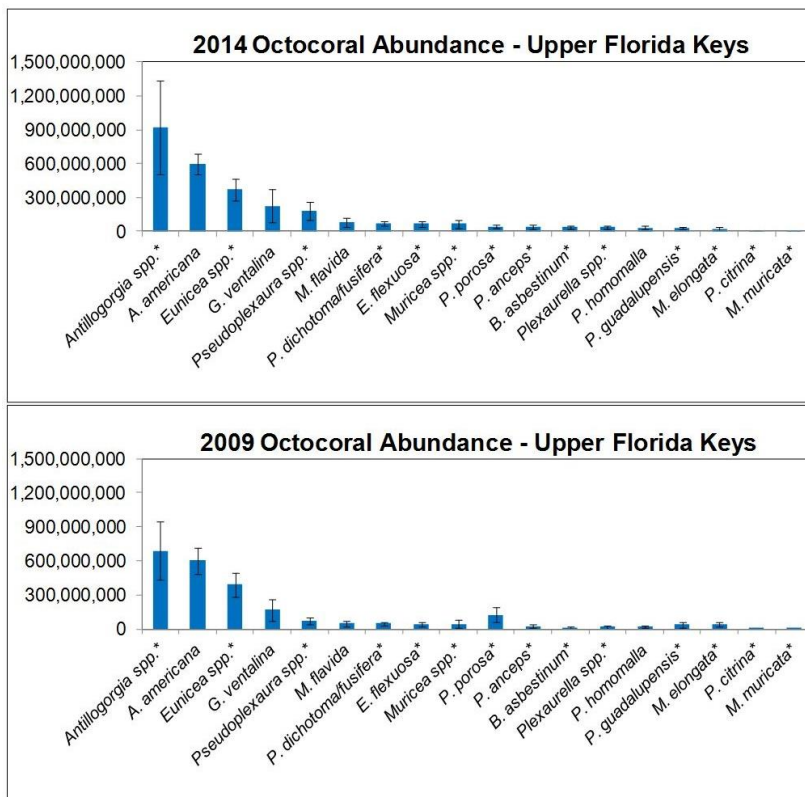 2014 Octocoral Abundance - Upper Florida Keys
1,500,000,000
1,200,000,000
900,000,000
600,000,000
300,000,000
0
Antillogorgia spp.*
A. americana
Eunicea spp.*
G. ventalina
Pseudoplexaura spp.*
M. flavida
P. dichotoma/fusifera*
E. flexuosa*
Muricea spp.*
P. porosa*
P. anceps*
B. asbestinum*
Plexaurella spp.*
P. homomalla
P. guadalupensis*
M. elongata*
P. citrina*
M. muricata*
2009 Octocoral Abundance - Upper Florida Keys
1,500,000,000
1,200,000,000
900,000,000
600,000,000
300,000,000
0
Antillogorgia spp.*
A. americana
Eunicea spp.*
G. ventalina
Pseudoplexaura spp.*
M. flavida
P. dichotoma/fusifera*
E. flexuosa*
Muricea spp.*
P. porosa*
P. anceps*
B. asbestinum*
Plexaurella spp.*
P. homomalla
P. guadalupensis*
M. elongata*
P. citrina*
M. muricata*